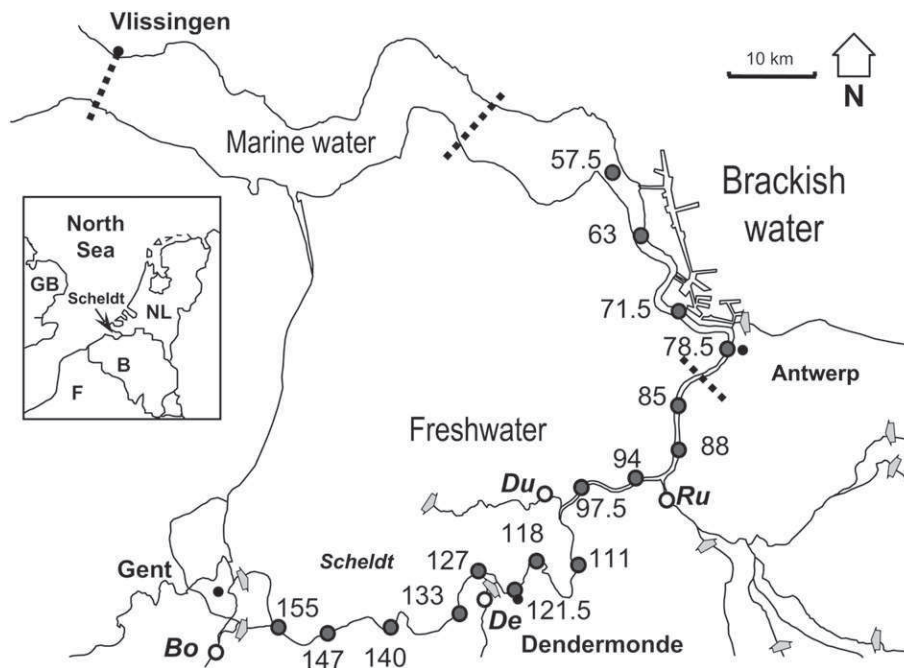 Vlissingen
10 km
N
Marine water
57.5
Brackish
water
North
Sea
63
GB
Scheldt
NL
71.5
B
78.5
F
Antwerp
85
Freshwater
88
94
Du
Ru
97.5
118
Scheldt
127
111
Gent
133
121.5
155
De
Dendermonde
Bo
147
140